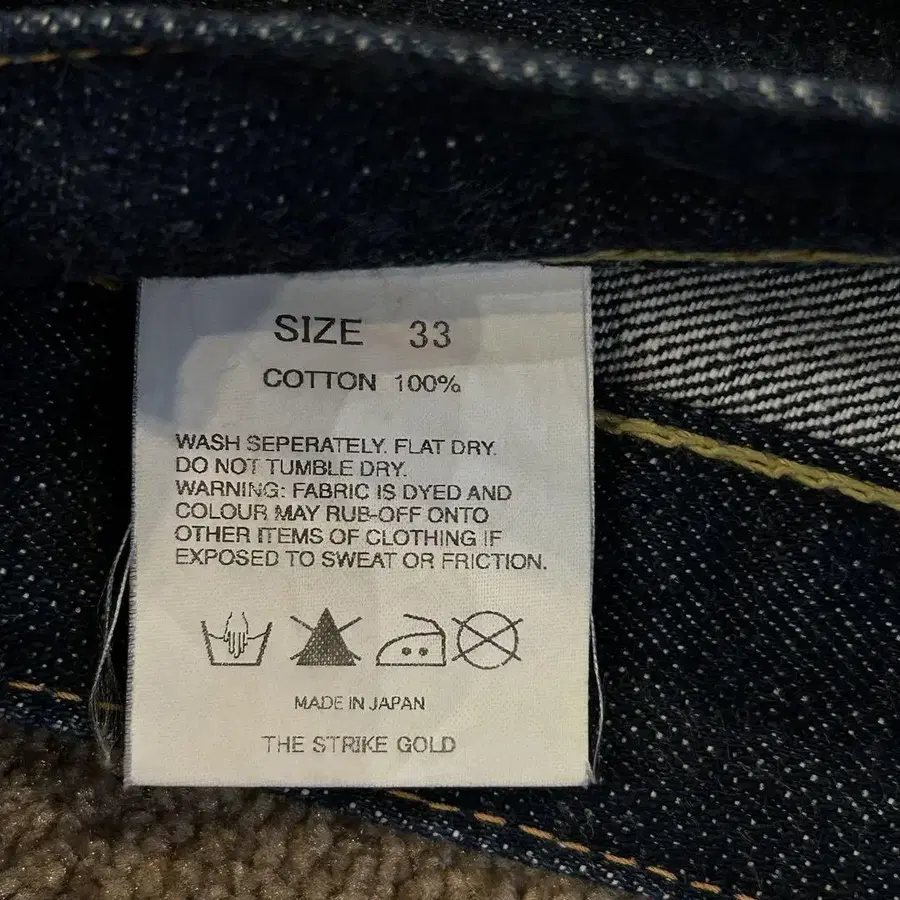 SIZE 33
COTTON 100%
WASH SEPERATELY. FLAT DRY.
DO NOT TUMBLE DRY.
WARNING: FABRIC IS DYED AND
COLOUR MAY RUB-OFF ONTO
OTHER ITEMS OF CLOTHING IF
EXPOSED TO SWEAT OR FRICTION.
MADE IN JAPAN
THE STRIKE GOLD